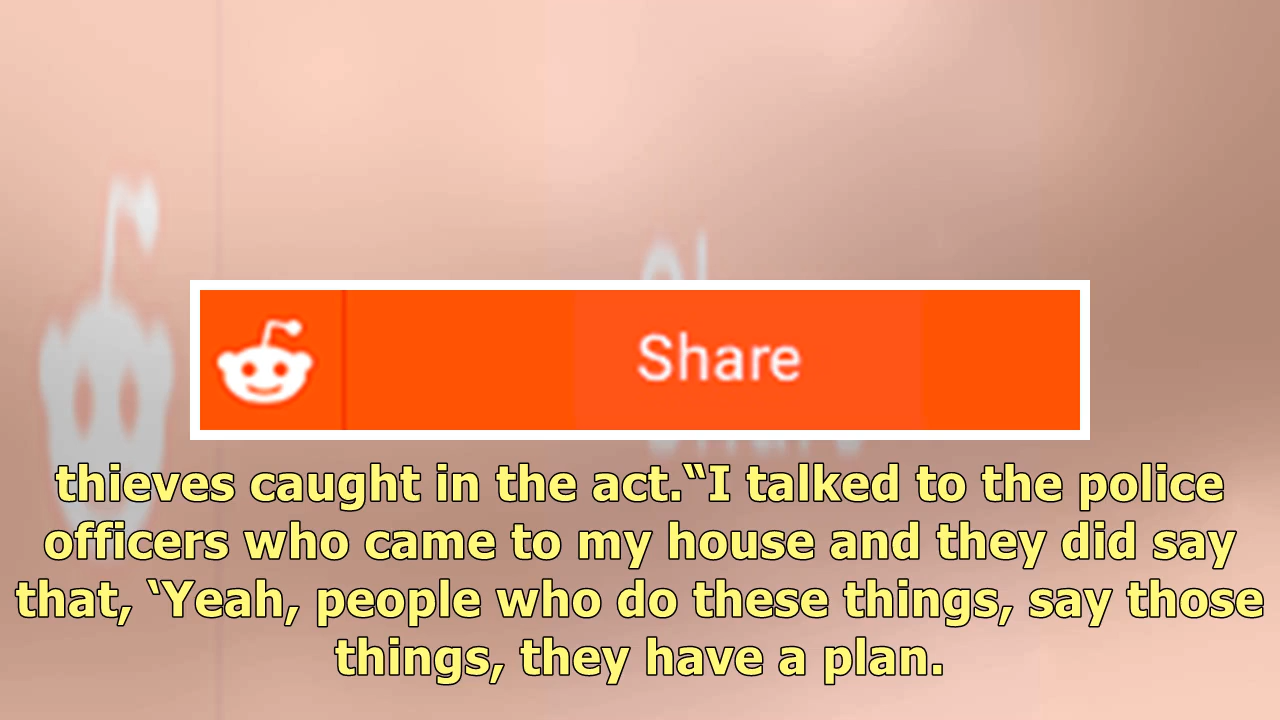 Share
thieves caught in the act.“I talked to the police
officers who came to my house and they did say
that, ‘Yeah, people who do these things, say those
things, they have a plan.